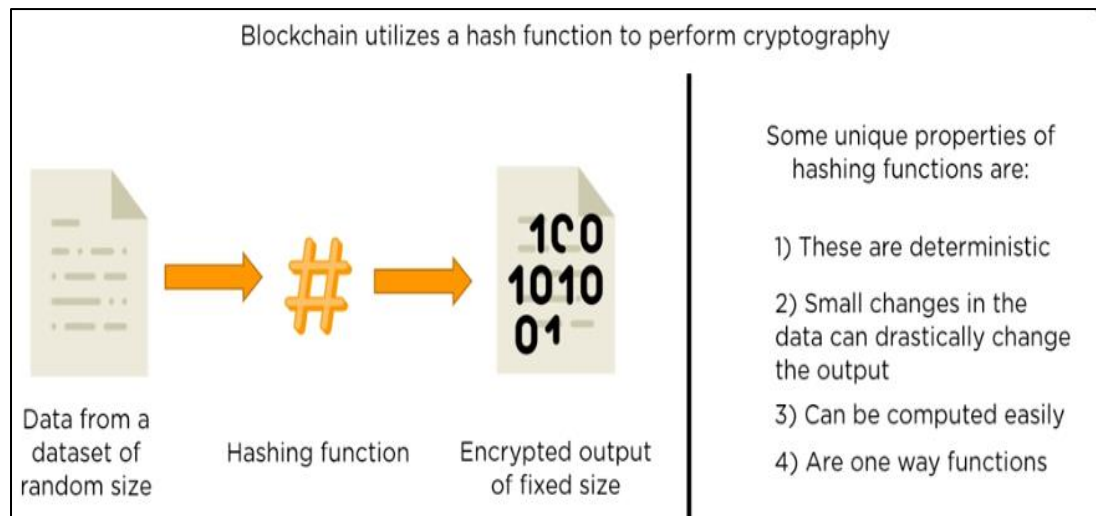 Blockchain utilizes a hash function to perform cryptography
#
100
1010
01
Data from a
dataset of
random size
Hashing function
Encrypted output
of fixed size
Some unique properties of
hashing functions are:
1) These are deterministic
2) Small changes in the
data can drastically change
the output
3) Can be computed easily
4) Are one way functions